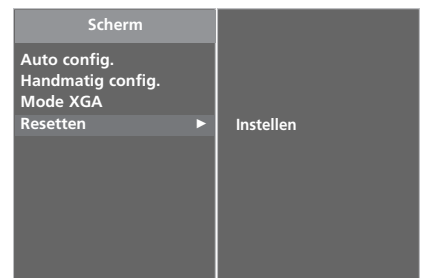 Scherm
Auto config.
Handmatig config.
Mode XGA
Resetten ►
Instellen